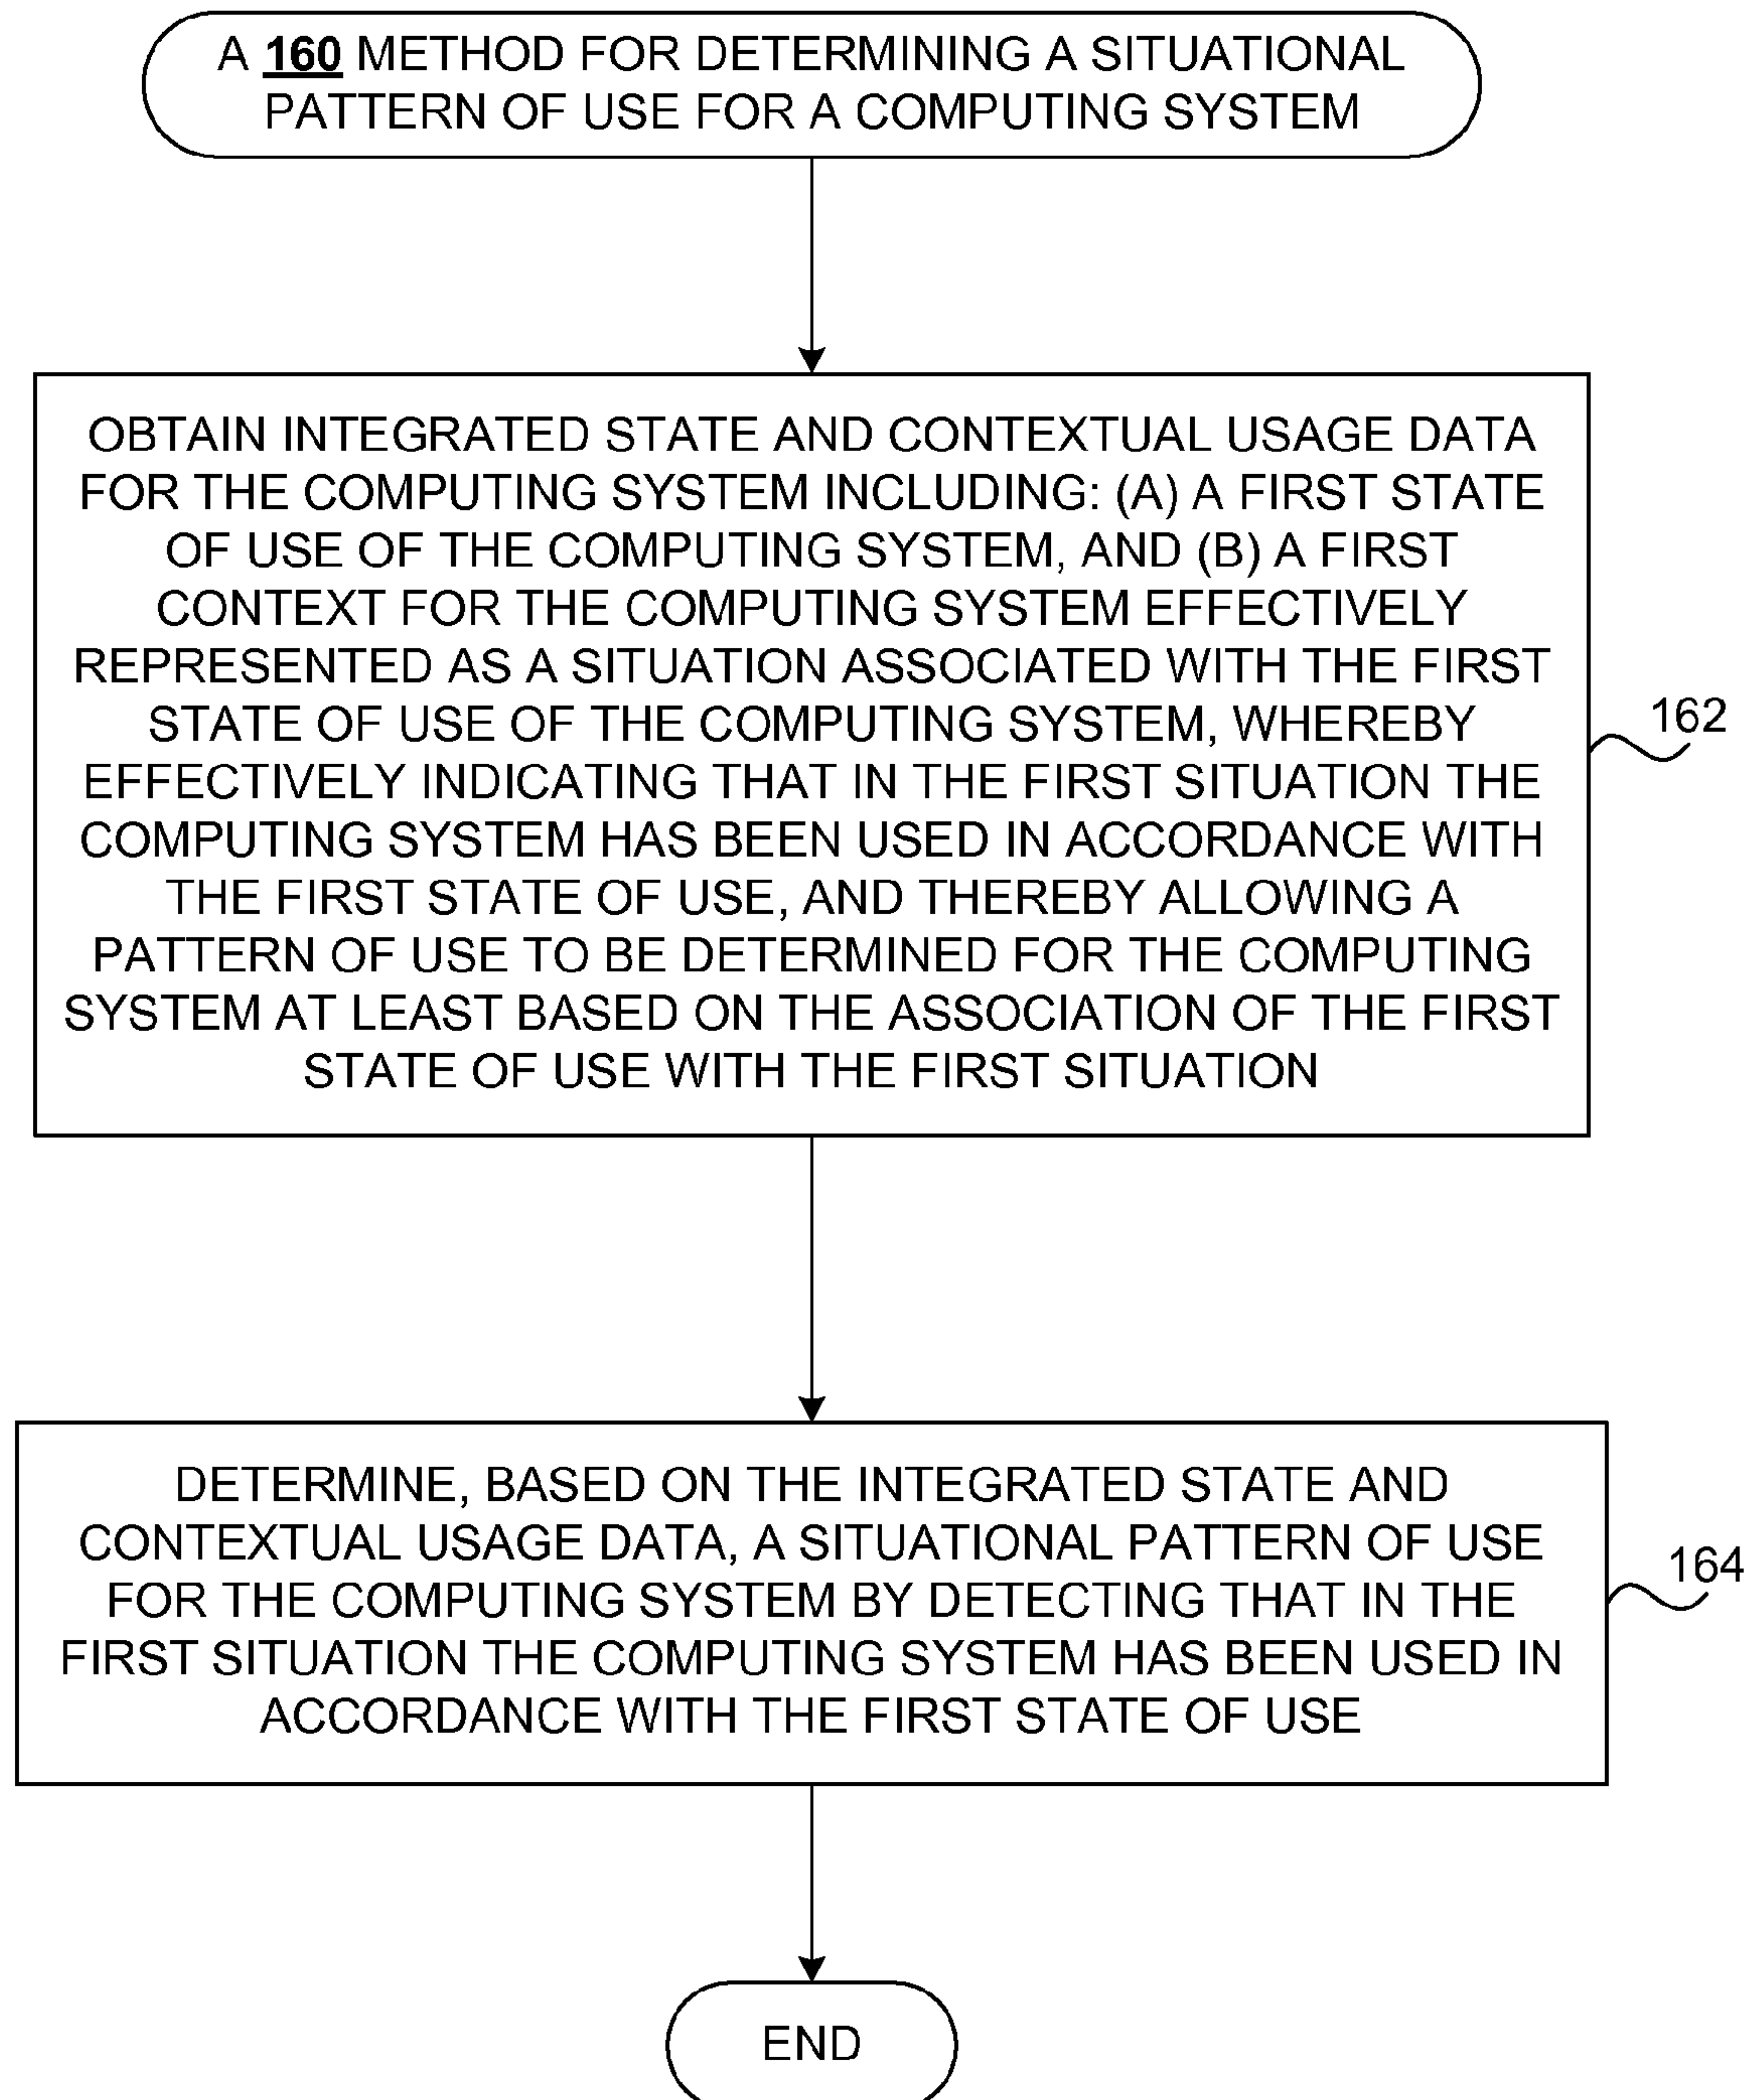 A 160 METHOD FOR DETERMINING A SITUATIONAL
PATTERN OF USE FOR A COMPUTING SYSTEM
OBTAIN INTEGRATED STATE AND CONTEXTUAL USAGE DATA
FOR THE COMPUTING SYSTEM INCLUDING: (A) A FIRST STATE
OF USE OF THE COMPUTING SYSTEM, AND (B) A FIRST
CONTEXT FOR THE COMPUTING SYSTEM EFFECTIVELY
REPRESENTED AS A SITUATION ASSOCIATED WITH THE FIRST
STATE OF USE OF THE COMPUTING SYSTEM, WHEREBY
EFFECTIVELY INDICATING THAT IN THE FIRST SITUATION THE
COMPUTING SYSTEM HAS BEEN USED IN ACCORDANCE WITH
THE FIRST STATE OF USE, AND THEREBY ALLOWING A
PATTERN OF USE TO BE DETERMINED FOR THE COMPUTING
SYSTEM AT LEAST BASED ON THE ASSOCIATION OF THE FIRST
STATE OF USE WITH THE FIRST SITUATION
162
DETERMINE, BASED ON THE INTEGRATED STATE AND
CONTEXTUAL USAGE DATA, A SITUATIONAL PATTERN OF USE
FOR THE COMPUTING SYSTEM BY DETECTING THAT IN THE
FIRST SITUATION THE COMPUTING SYSTEM HAS BEEN USED IN
ACCORDANCE WITH THE FIRST STATE OF USE
164
END